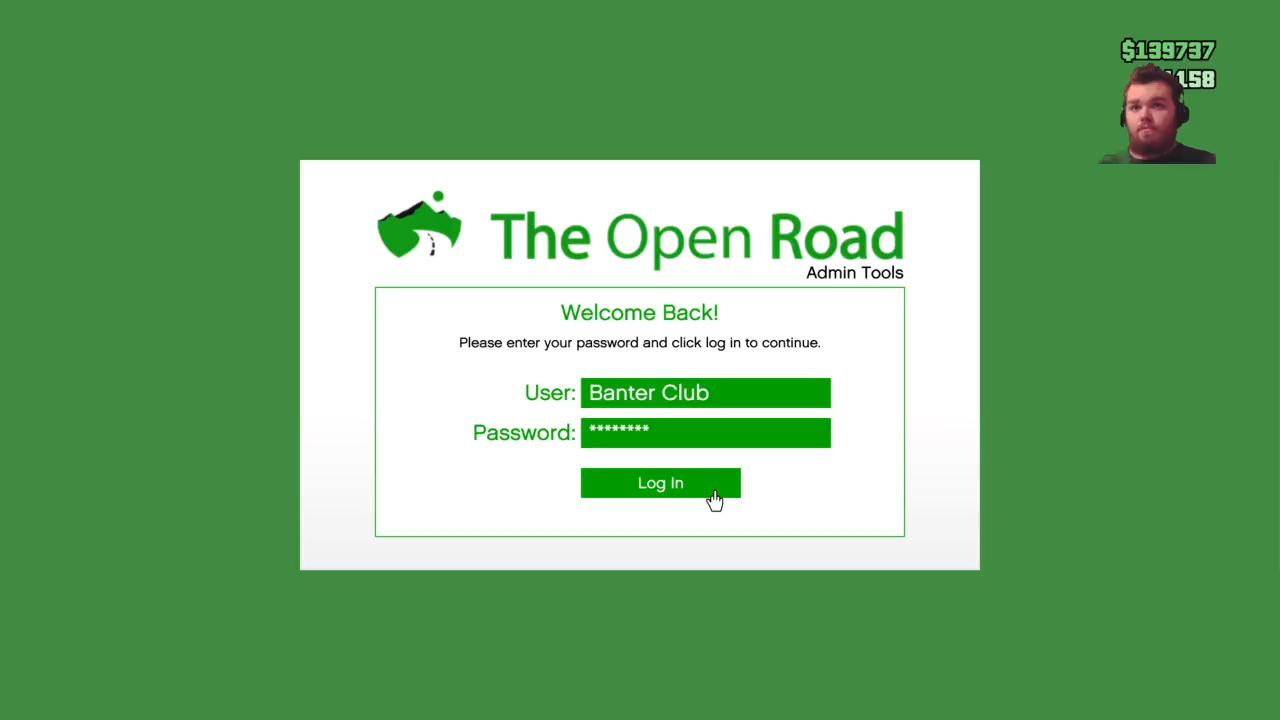 $139737
158
The Open Road
Admin Tools
Welcome Back!
Please enter your password and click log in to continue.
User: Banter Club
Password: ********
Log In